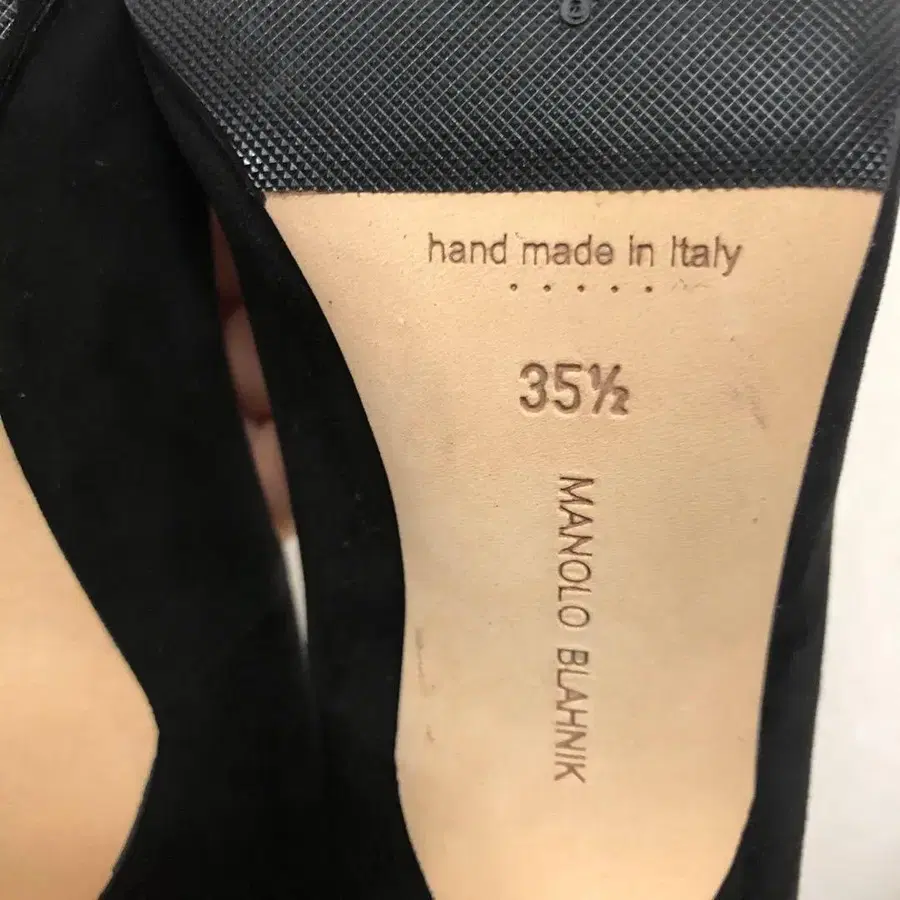 hand made in Italy
35½
MANOLO BLAHNIK